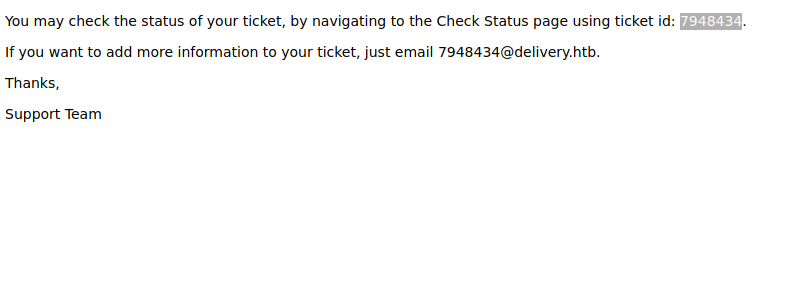 You may check the status of your ticket, by navigating to the Check Status page using ticket id: 7948434.
If you want to add more information to your ticket, just email 7948434@delivery.htb.
Thanks,
Support Team